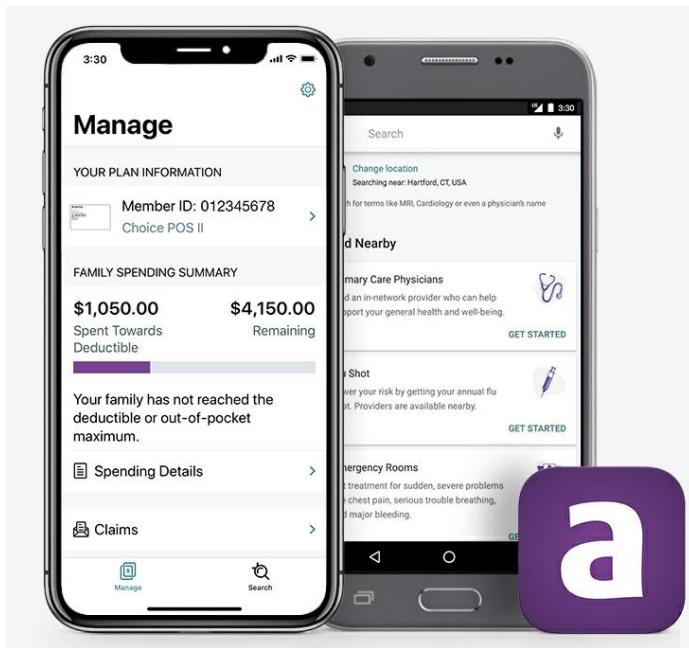 3:30
Manage
YOUR PLAN INFORMATION
Member ID: 012345678
Choice POS II
FAMILY SPENDING SUMMARY
$1,050.00 $4,150.00
Spent Towards Remaining
Deductible
Your family has not reached the
deductible or out-of-pocket
maximum.
Spending Details
Claims
Manage Search
3:30
Search
Change location
Searching near: Hartford, CT, USA
for terms like MRI, Cardiology or even a physician's name
Nearby
Care Physicians
an in-network provider who can help
your general health and well-being.
GET STARTED
Shot
your risk by getting your annual flu
Providers are available nearby.
GET STARTED
Rooms
treatment for sudden, severe problems
chest pain, serious trouble breathing,
major bleeding.
a